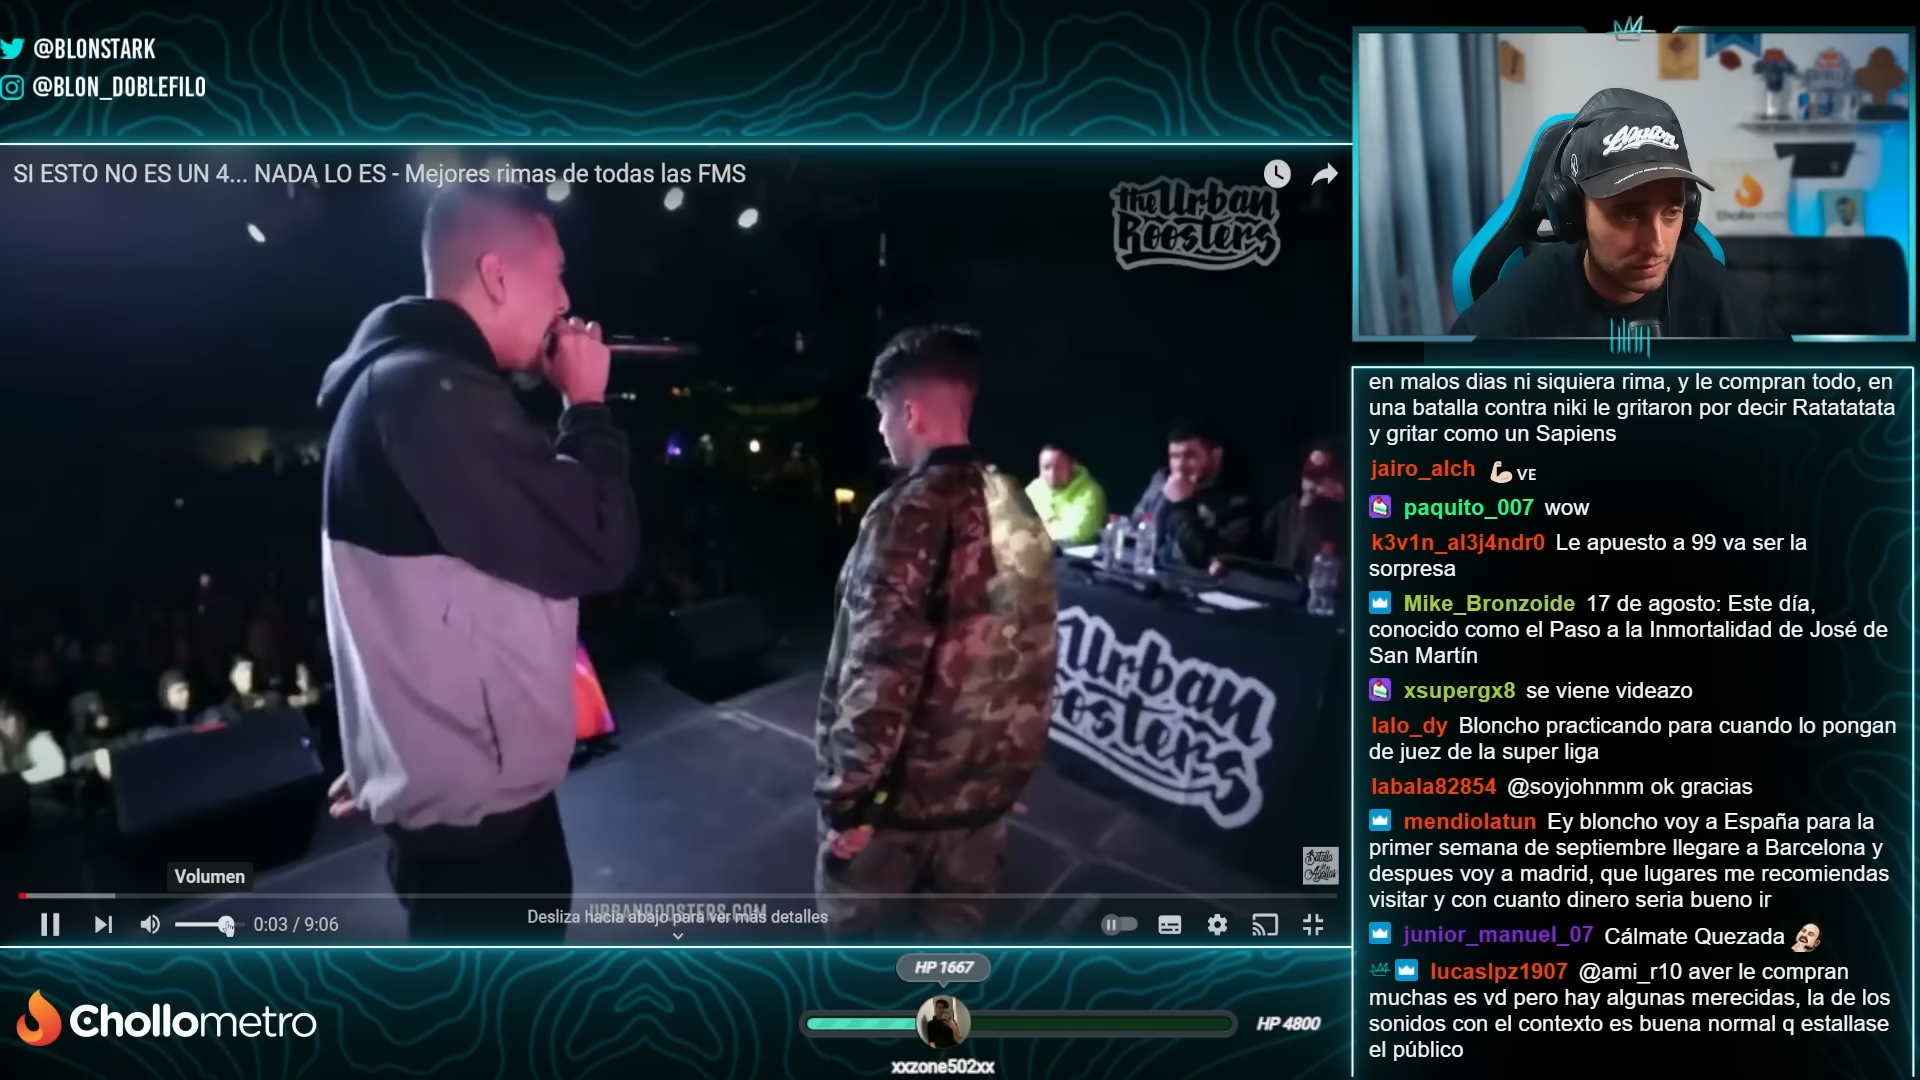 @BLONSTARK
@BLON_DOBLEFILO
SI ESTO NO ES UN 4... NADA LO ES - Mejores rimas de todas las FMS
the Urban
Roosters
Urban
Roosters
Chollometro
Volumen
0:03 / 9:06
URBANROOSTERS.COM
Desliza hacia abajo para ver más detalles
Batalla
de Gallos
en malos dias ni siquiera rima, y le compran todo, en
una batalla contra niki le gritaron por decir Ratatatata
y gritar como un Sapiens
jairo_alch 💪🏻 VE
paquito_007 wow
k3v1n_al3j4ndr0 Le apuesto a 99 va ser la
sorpresa
Mike_Bronzoide 17 de agosto: Este día,
conocido como el Paso a la Inmortalidad de José de
San Martín
xsupergx8 se viene videazo
lalo_dy Bloncho practicando para cuando lo pongan
de juez de la super liga
labala82854 @soyjohnmm ok gracias
mendiolatun Ey bloncho voy a España para la
primer semana de septiembre llegare a Barcelona y
despues voy a madrid, que lugares me recomiendas
visitar y con cuanto dinero seria bueno ir
junior_manuel_07 Cálmate Quezada
lucaslpz1907 @ami_r10 aver le compran
muchas es vd pero hay algunas merecidas, la de los
sonidos con el contexto es buena normal q estallase
el público
Chollometro
HP 1667
HP 4800
xxzone502xx